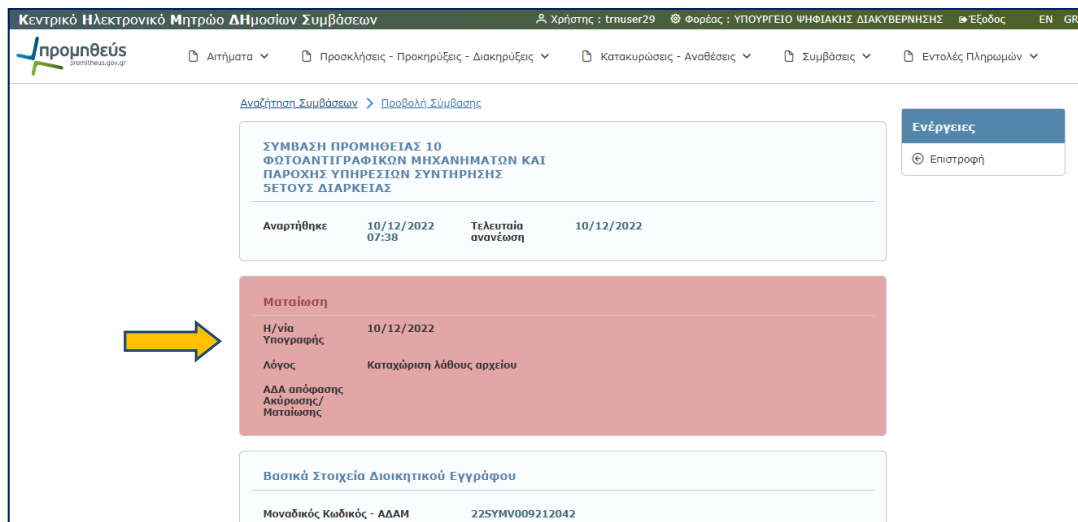 Κεντρικό Ηλεκτρονικό Μητρώο ΔΗμοσίων Συμβάσεων Χρήστης : trnuser29 Φορέας : ΥΠΟΥΡΓΕΙΟ ΨΗΦΙΑΚΗΣ ΔΙΑΚΥΒΕΡΝΗΣΗΣ Έξοδος EN GR
προμηθεύs
promitheus.gov.gr
Αιτήματα Προσκλήσεις - Προκηρύξεις - Διακηρύξεις Κατακυρώσεις - Αναθέσεις Συμβάσεις Εντολές Πληρωμών
Αναζήτηση Συμβάσεων > Προβολή Σύμβασης
ΣΥΜΒΑΣΗ ΠΡΟΜΗΘΕΙΑΣ 10
ΦΩΤΟΑΝΤΙΓΡΑΦΙΚΩΝ ΜΗΧΑΝΗΜΑΤΩΝ ΚΑΙ
ΠΑΡΟΧΗΣ ΥΠΗΡΕΣΙΩΝ ΣΥΝΤΗΡΗΣΗΣ
5ΕΤΟΥΣ ΔΙΑΡΚΕΙΑΣ
Αναρτήθηκε 10/12/2022 07:38 Τελευταία ανανέωση 10/12/2022
Ενέργειες
Επιστροφή
Ματαίωση
Η/νία Υπογραφής 10/12/2022
Λόγος Καταχώριση λάθους αρχείου
ΑΔΑ απόφασης
Ακύρωσης/
Ματαίωσης
Βασικά Στοιχεία Διοικητικού Εγγράφου
Μοναδικός Κωδικός - ΑΔΑΜ 22SYMV009212042